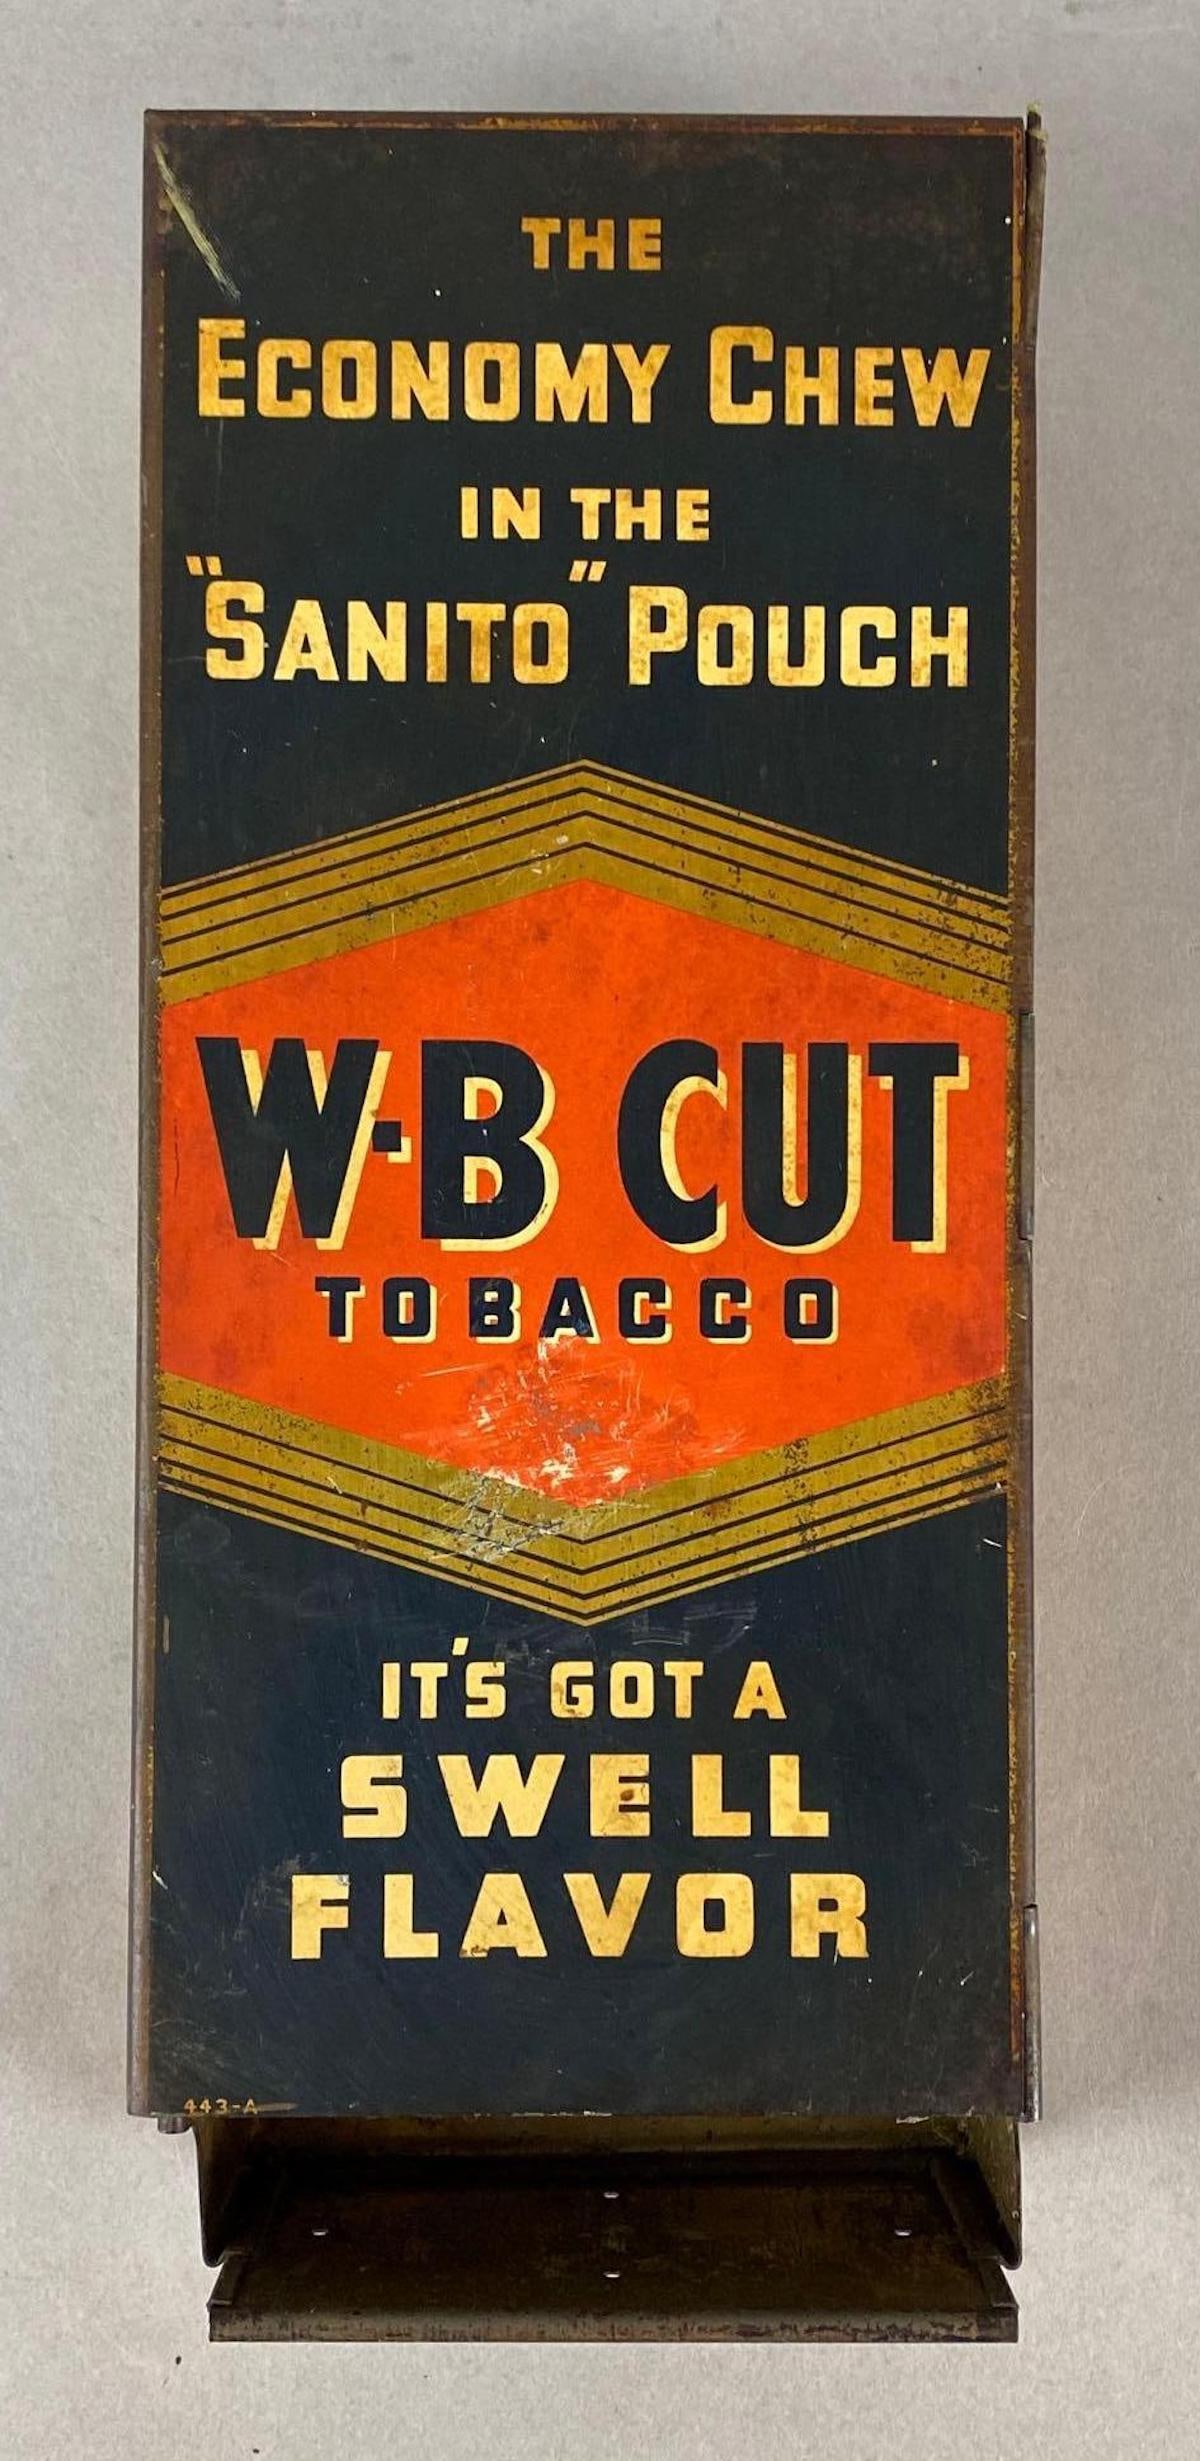 THE
ECONOMY CHEW
IN THE
"SANITO" POUCH
W-B CUT
TOBACCO
IT'S GOT A
SWELL
FLAVOR
443-A